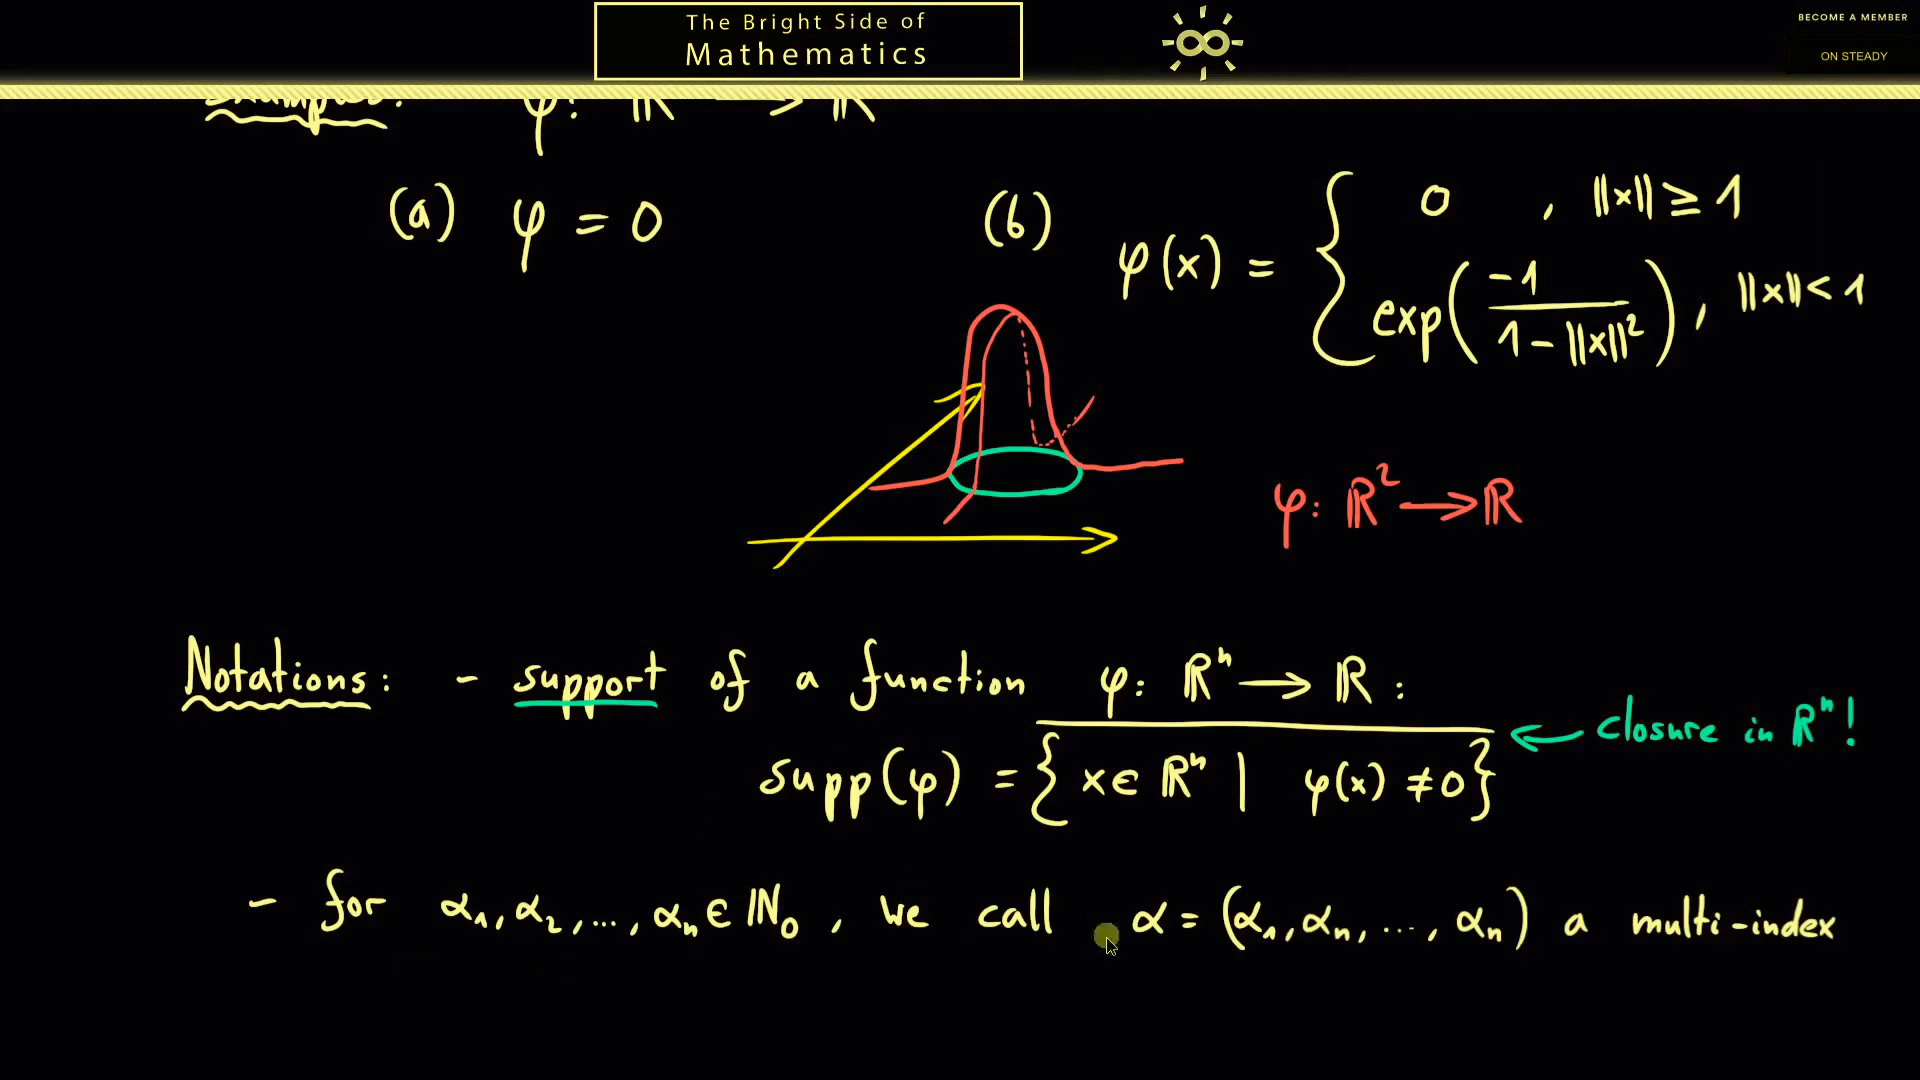 The Bright Side of
Mathematics
BECOME A MEMBER
ON STEADY
Examples: φ: ℝ ⟶ ℝ
(a) φ = 0
(b) φ(x) = { 0 , ||x|| ≥ 1
exp( -1 / 1-||x||² ) , ||x|| < 1
φ: ℝ² ⟶ ℝ
Notations: - support of a function φ: ℝⁿ ⟶ ℝ :
supp(φ) = { x ∈ ℝⁿ | φ(x) ≠ 0 } ← closure in ℝⁿ!
- for α₁, α₂, ..., αₙ ∈ ℕ₀ , we call α = (α₁, αₙ, ..., αₙ) a multi-index